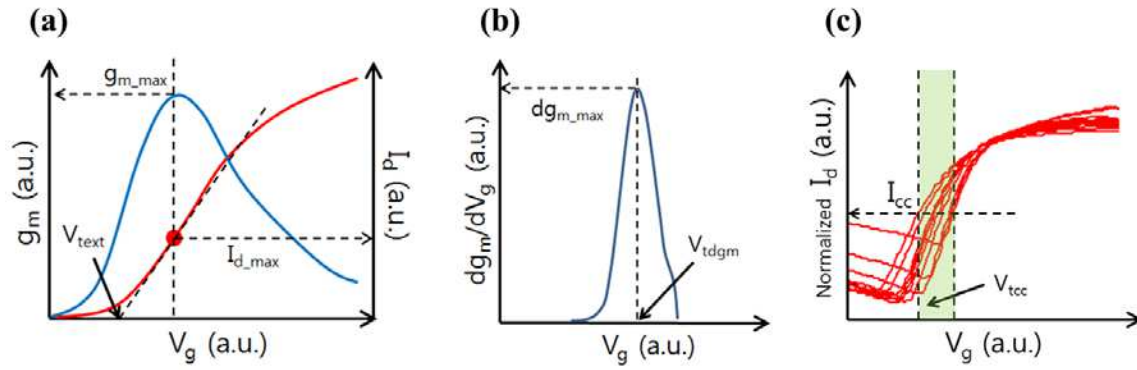 (a)
g_m_max
g_m (a.u.)
I_d (a.u.)
V_text
I_d_max
V_g (a.u.)
(b)
dg_m_max
dg_m/dV_g (a.u.)
V_tdgm
V_g (a.u.)
(c)
Normalized I_d (a.u.)
I_cc
V_tcc
V_g (a.u.)